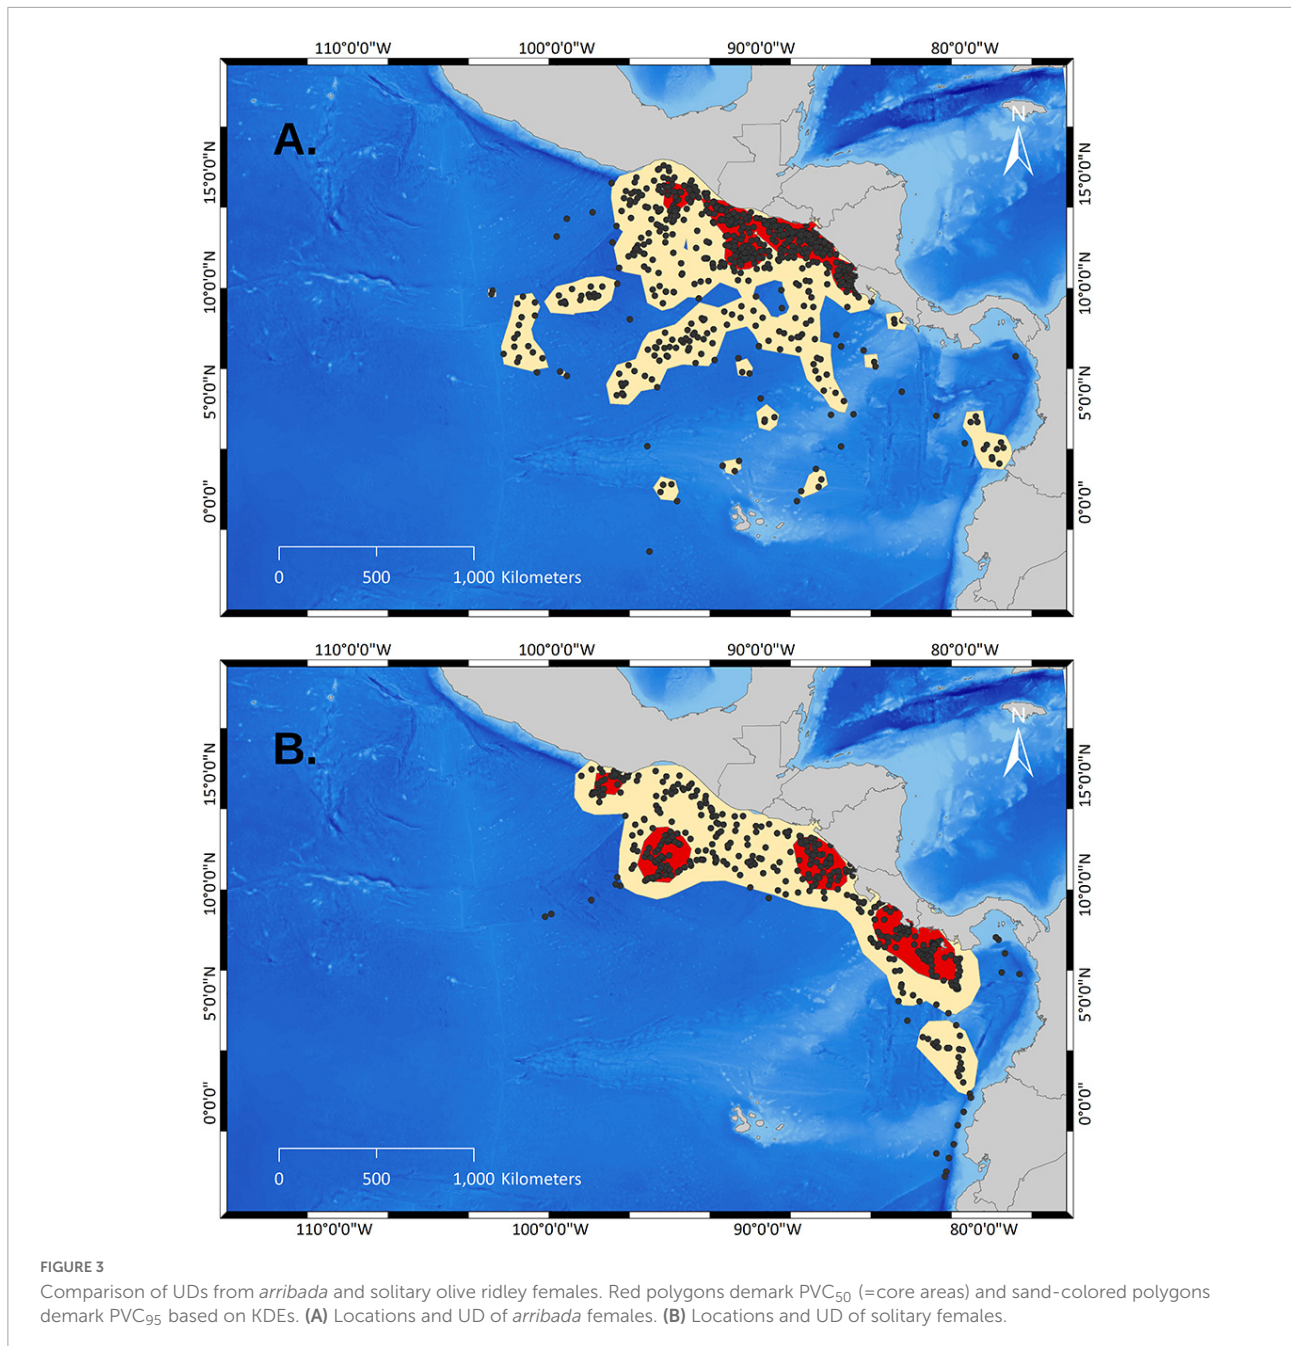 110°0'0"W 100°0'0"W 90°0'0"W 80°0'0"W
A.
N
15°0'0"N 15°0'0"N
10°0'0"N 10°0'0"N
5°0'0"N 5°0'0"N
0°0'0" 0°0'0"
0 500 1,000 Kilometers
110°0'0"W 100°0'0"W 90°0'0"W 80°0'0"W
B.
N
15°0'0"N 15°0'0"N
10°0'0"N 10°0'0"N
5°0'0"N 5°0'0"N
0°0'0" 0°0'0"
0 500 1,000 Kilometers
110°0'0"W 100°0'0"W 90°0'0"W 80°0'0"W
FIGURE 3
Comparison of UDs from arribada and solitary olive ridley females. Red polygons demark PVC50 (=core areas) and sand-colored polygons
demark PVC95 based on KDEs. (A) Locations and UD of arribada females. (B) Locations and UD of solitary females.